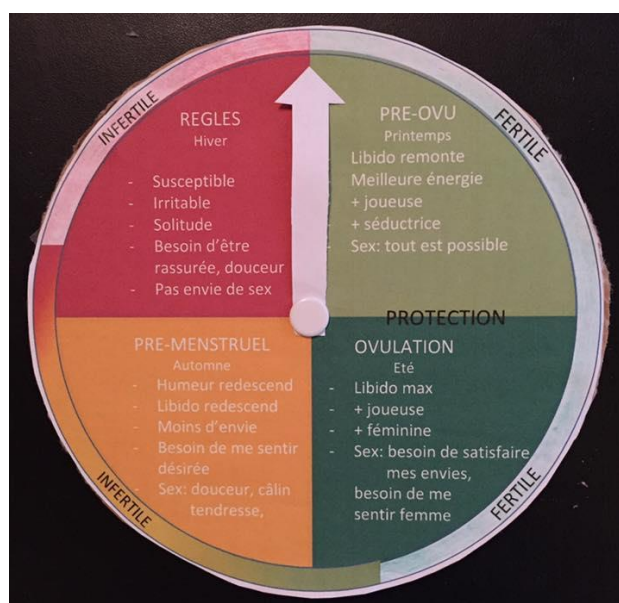 INFERTILE
REGLES
Hiver
- Susceptible
- Irritable
- Solitude
- Besoin d'être
rassurée, douceur
- Pas envie de sex
FERTILE
PRE-OVU
Printemps
Libido remonte
Meilleure énergie
+ joueuse
+ séductrice
- Sex: tout est possible
PROTECTION
PRE-MENSTRUEL
Automne
- Humeur redescend
- Libido redescend
- Moins d'envie
- Besoin de me sentir
désirée
- Sex: douceur, câlin
tendresse,
INFERTILE
OVULATION
Eté
- Libido max
- + joueuse
- + féminine
- Sex: besoin de satisfaire
mes envies,
besoin de me
sentir femme
FERTILE